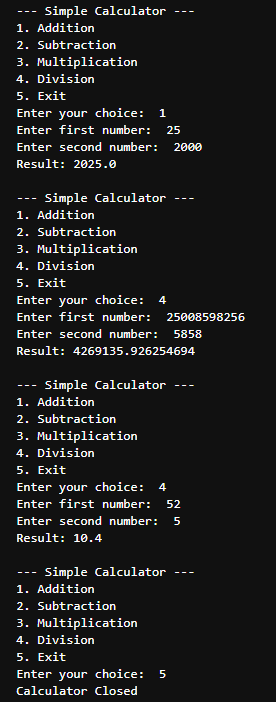 --- Simple Calculator ---
1. Addition
2. Subtraction
3. Multiplication
4. Division
5. Exit
Enter your choice:  1
Enter first number:  25
Enter second number:  2000
Result: 2025.0

--- Simple Calculator ---
1. Addition
2. Subtraction
3. Multiplication
4. Division
5. Exit
Enter your choice:  4
Enter first number:  25008598256
Enter second number:  5858
Result: 4269135.926254694

--- Simple Calculator ---
1. Addition
2. Subtraction
3. Multiplication
4. Division
5. Exit
Enter your choice:  4
Enter first number:  52
Enter second number:  5
Result: 10.4

--- Simple Calculator ---
1. Addition
2. Subtraction
3. Multiplication
4. Division
5. Exit
Enter your choice:  5
Calculator Closed